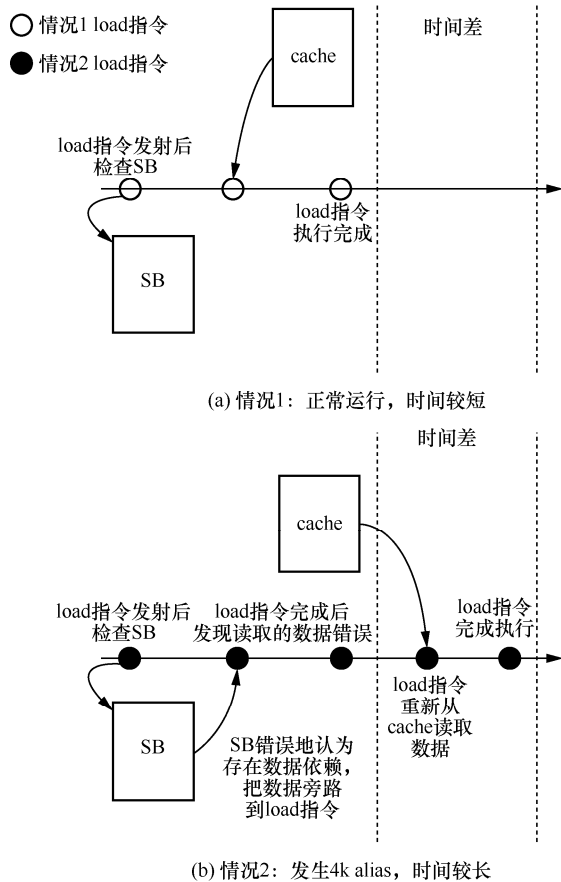 情况1 load指令
情况2 load指令
cache
时间差
load指令发射后
检查SB
load指令
执行完成
SB
(a) 情况1：正常运行，时间较短
时间差
cache
load指令发射后
检查SB
load指令完成后
发现读取的数据错误
load指令
完成执行
SB
SB错误地认为
存在数据依赖，
把数据旁路
到load指令
load指令
重新从
cache读取
数据
(b) 情况2：发生4k alias，时间较长